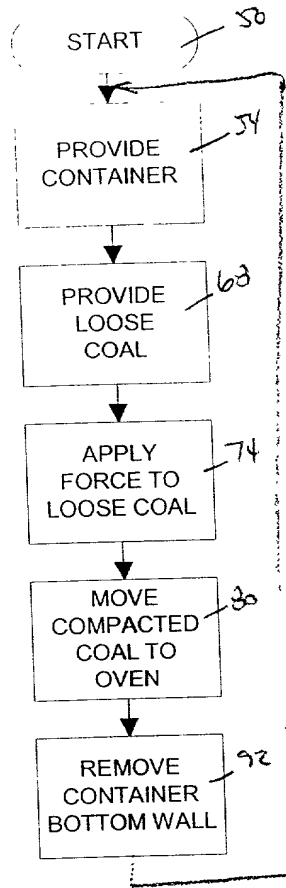 START
50
PROVIDE
CONTAINER
54
PROVIDE
LOOSE
COAL
68
APPLY
FORCE TO
LOOSE COAL
74
MOVE
COMPACTED
COAL TO
OVEN
80
REMOVE
CONTAINER
BOTTOM WALL
92